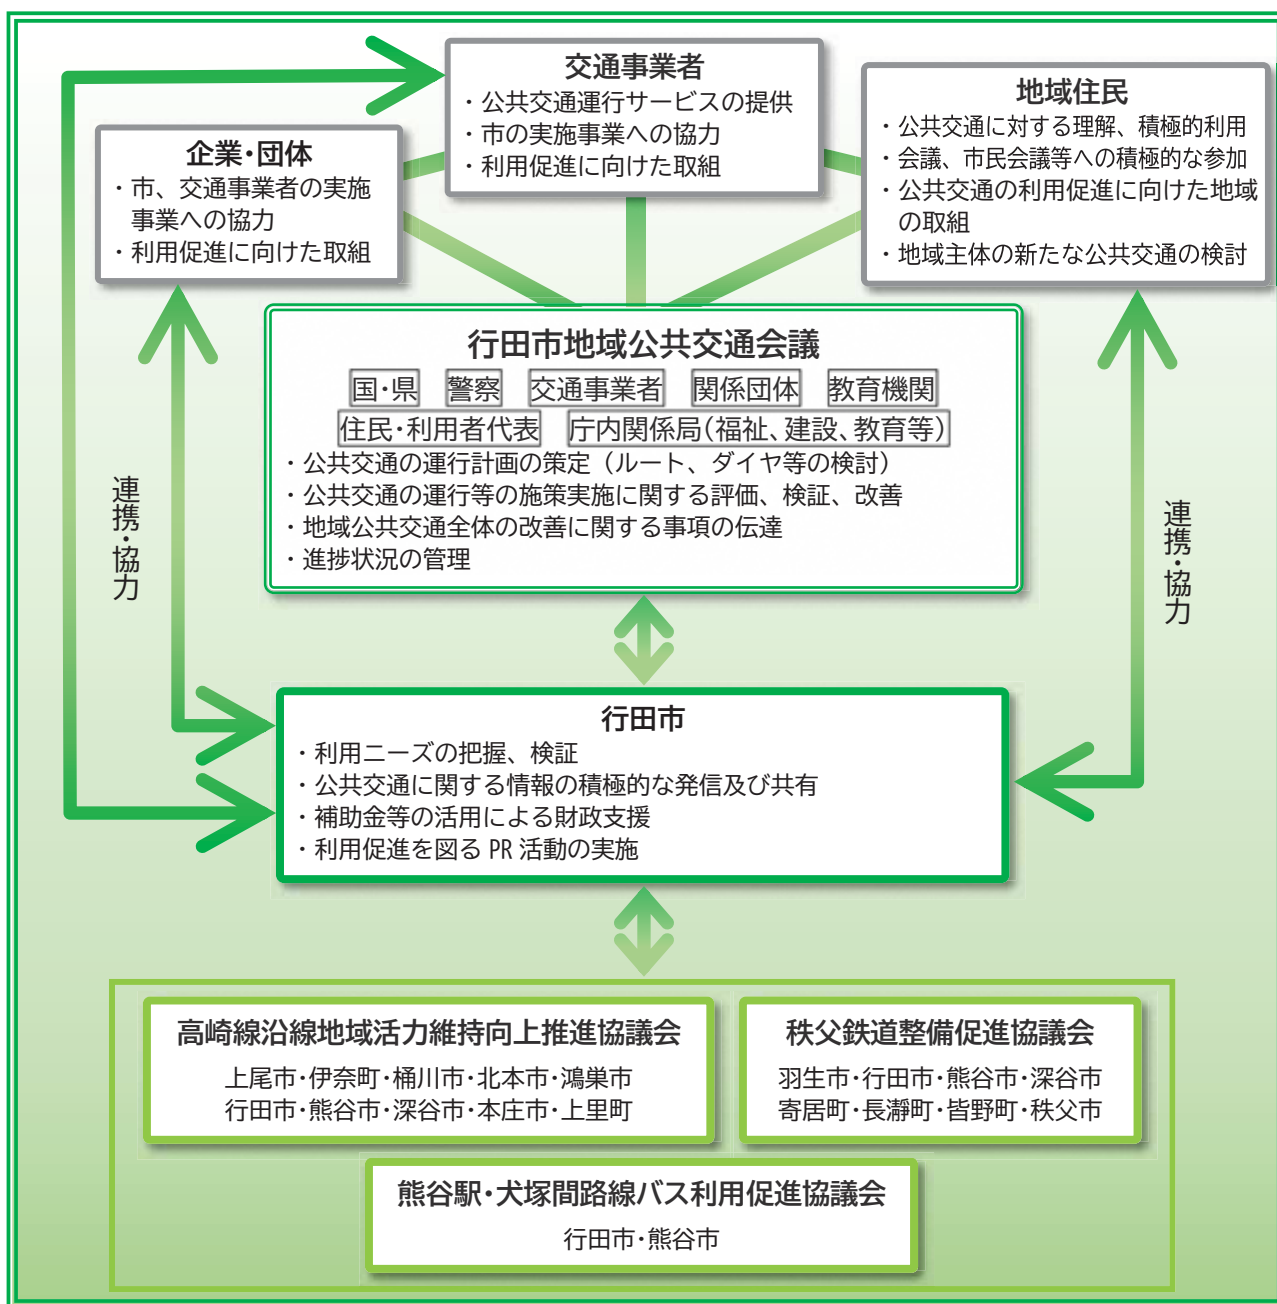 交通事業者
・公共交通運行サービスの提供
・市の実施事業への協力
・利用促進に向けた取組
地域住民
・公共交通に対する理解、積極的利用
・会議、市民会議等への積極的な参加
・公共交通の利用促進に向けた地域
の取組
・地域主体の新たな公共交通の検討
企業・団体
・市、交通事業者の実施
事業への協力
・利用促進に向けた取組
行田市地域公共交通会議
国・県 警察 交通事業者 関係団体 教育機関
住民・利用者代表 庁内関係局（福祉、建設、教育等）
・公共交通の運行計画の策定（ルート、ダイヤ等の検討）
・公共交通の運行等の施策実施に関する評価、検証、改善
・地域公共交通全体の改善に関する事項の伝達
・進捗状況の管理
連携・協力
連携・協力
行田市
・利用ニーズの把握、検証
・公共交通に関する情報の積極的な発信及び共有
・補助金等の活用による財政支援
・利用促進を図る PR 活動の実施
高崎線沿線地域活力維持向上推進協議会
上尾市・伊奈町・桶川市・北本市・鴻巣市
行田市・熊谷市・深谷市・本庄市・上里町
秩父鉄道整備促進協議会
羽生市・行田市・熊谷市・深谷市
寄居町・長瀞町・皆野町・秩父市
熊谷駅・犬塚間路線バス利用促進協議会
行田市・熊谷市